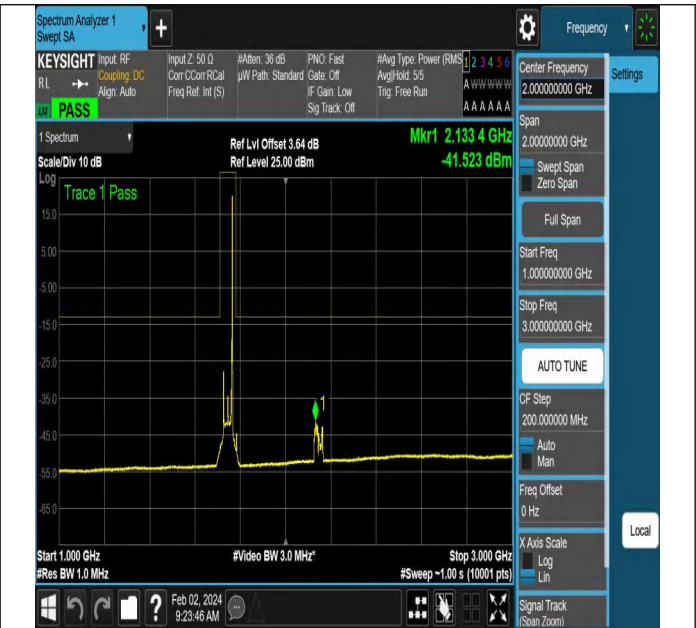 Spectrum Analyzer 1
Swept SA
+
Frequency
KEYSIGHT
RL
Input: RF
Coupling: DC
Align: Auto
Input Z: 50 Ω
Corr CCorr RCal
Freq Ref: Int (S)
#Atten: 36 dB
µW Path: Standard
PNO: Fast
Gate: Off
IF Gain: Low
Sig Track: Off
#Avg Type: Power (RMS
Avg|Hold: 5/5
Trig: Free Run
1 2 3 4 5 6
A W W W W W
A A A A A A
PASS
1 Spectrum
Scale/Div 10 dB
Ref Lvl Offset 3.64 dB
Ref Level 25.00 dBm
Mkr1 2.133 4 GHz
-41.523 dBm
Log
Trace 1 Pass
15.0
5.00
-5.00
-15.0
-25.0
-35.0
-45.0
-55.0
-65.0
1
Start 1.000 GHz
#Res BW 1.0 MHz
#Video BW 3.0 MHz*
Stop 3.000 GHz
#Sweep ~1.00 s (10001 pts)
?
Feb 02, 2024
9:23:46 AM
Center Frequency
2.000000000 GHz
Settings
Span
2.00000000 GHz
Swept Span
Zero Span
Full Span
Start Freq
1.000000000 GHz
Stop Freq
3.000000000 GHz
AUTO TUNE
CF Step
200.000000 MHz
Auto
Man
Freq Offset
0 Hz
Local
X Axis Scale
Log
Lin
Signal Track
(Span Zoom)